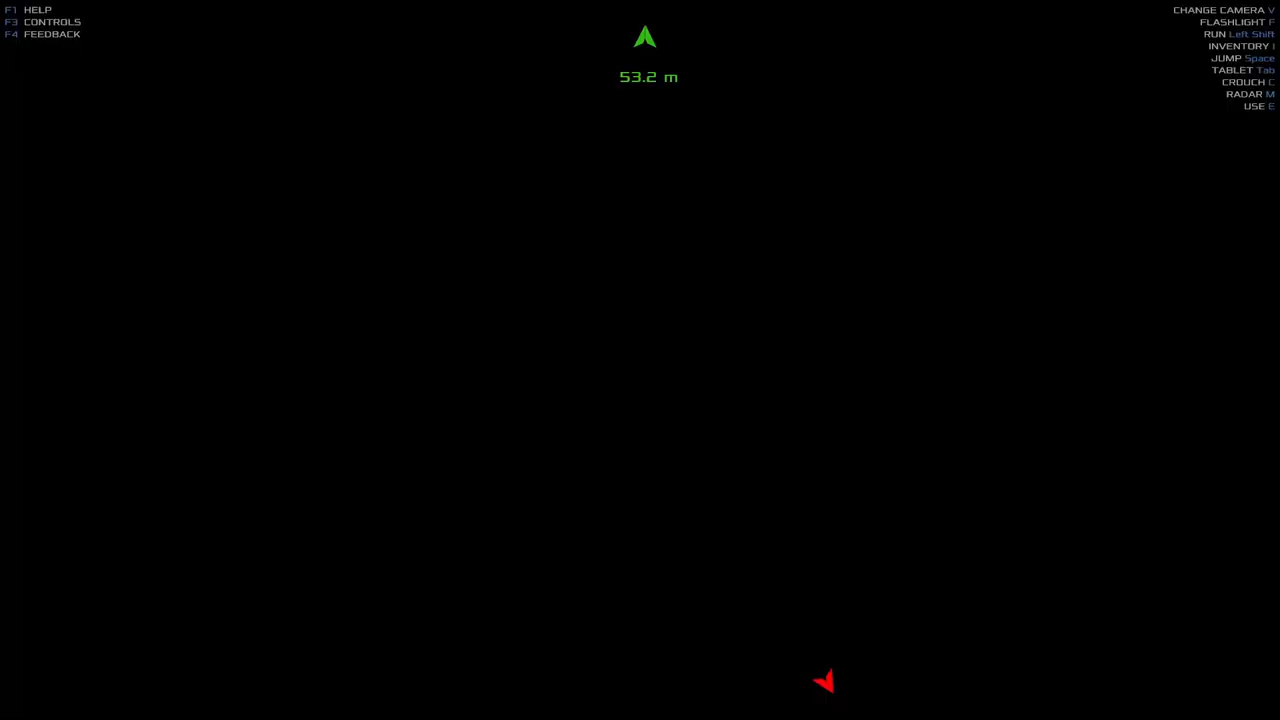 F1 HELP
F3 CONTROLS
F4 FEEDBACK
53.2 m
CHANGE CAMERA V
FLASHLIGHT F
RUN Left Shift
INVENTORY I
JUMP Space
TABLET Tab
CROUCH C
RADAR M
USE E